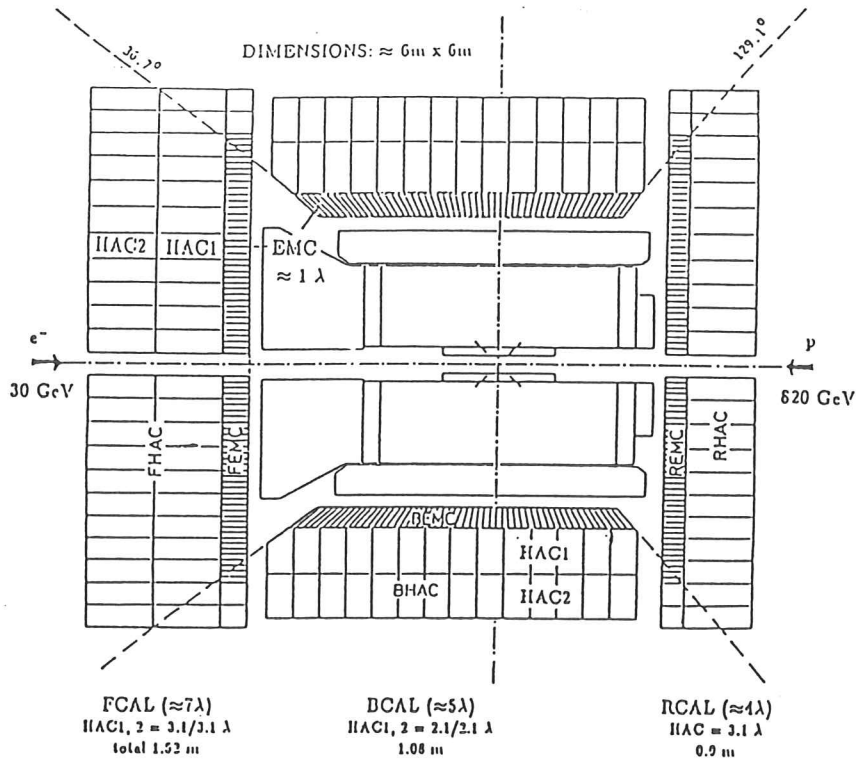 36.7°
129.1°
DIMENSIONS: ≈ 6m x 6m
HAC2
HAC1
EMC
≈ 1 λ
e⁻
p
30 GeV
820 GeV
FHAC
FEMC
REMC
RHAC
BEMC
HAC1
BHAC
HAC2
FCAL (≈7λ)
HAC1, 2 = 3.1/3.1 λ
total 1.52 m
BCAL (≈5λ)
HAC1, 2 = 2.1/2.1 λ
1.08 m
RCAL (≈4λ)
HAC = 3.1 λ
0.9 m